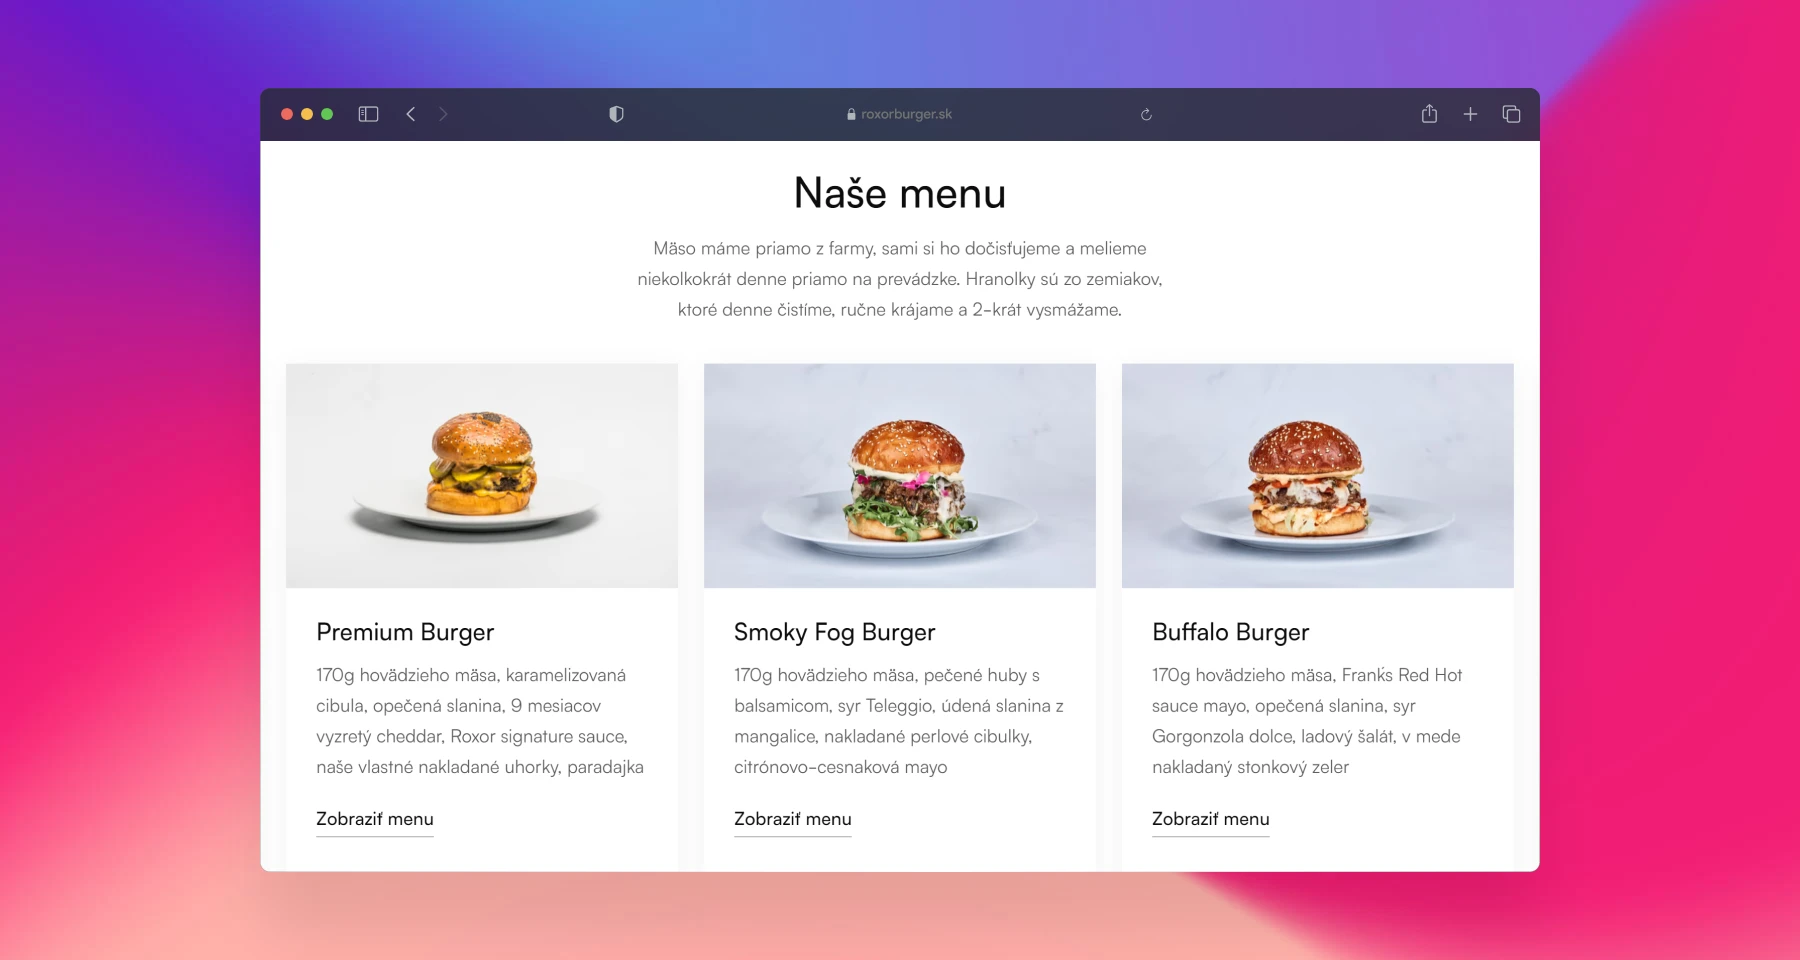 roxorburger.sk
Naše menu
Mäso máme priamo z farmy, sami si ho dočisťujeme a melieme
niekolkokrát denne priamo na prevádzke. Hranolky sú zo zemiakov,
ktoré denne čistíme, ručne krájame a 2-krát vysmážame.
Premium Burger
170g hovädzieho mäsa, karamelizovaná
cibula, opečená slanina, 9 mesiacov
vyzretý cheddar, Roxor signature sauce,
naše vlastné nakladané uhorky, paradajka
Zobraziť menu
Smoky Fog Burger
170g hovädzieho mäsa, pečené huby s
balsamicom, syr Teleggio, údená slanina z
mangalice, nakladané perlové cibulky,
citrónovo-cesnaková mayo
Zobraziť menu
Buffalo Burger
170g hovädzieho mäsa, Frank´s Red Hot
sauce mayo, opečená slanina, syr
Gorgonzola dolce, ladový šalát, v mede
nakladaný stonkový zeler
Zobraziť menu